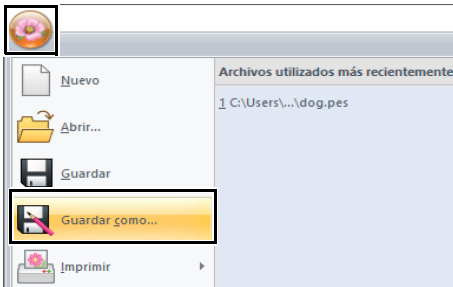 Nuevo
Abrir...
Guardar
Guardar como...
Imprimir
Archivos utilizados más recientemente
1 C:\Users\...\dog.pes